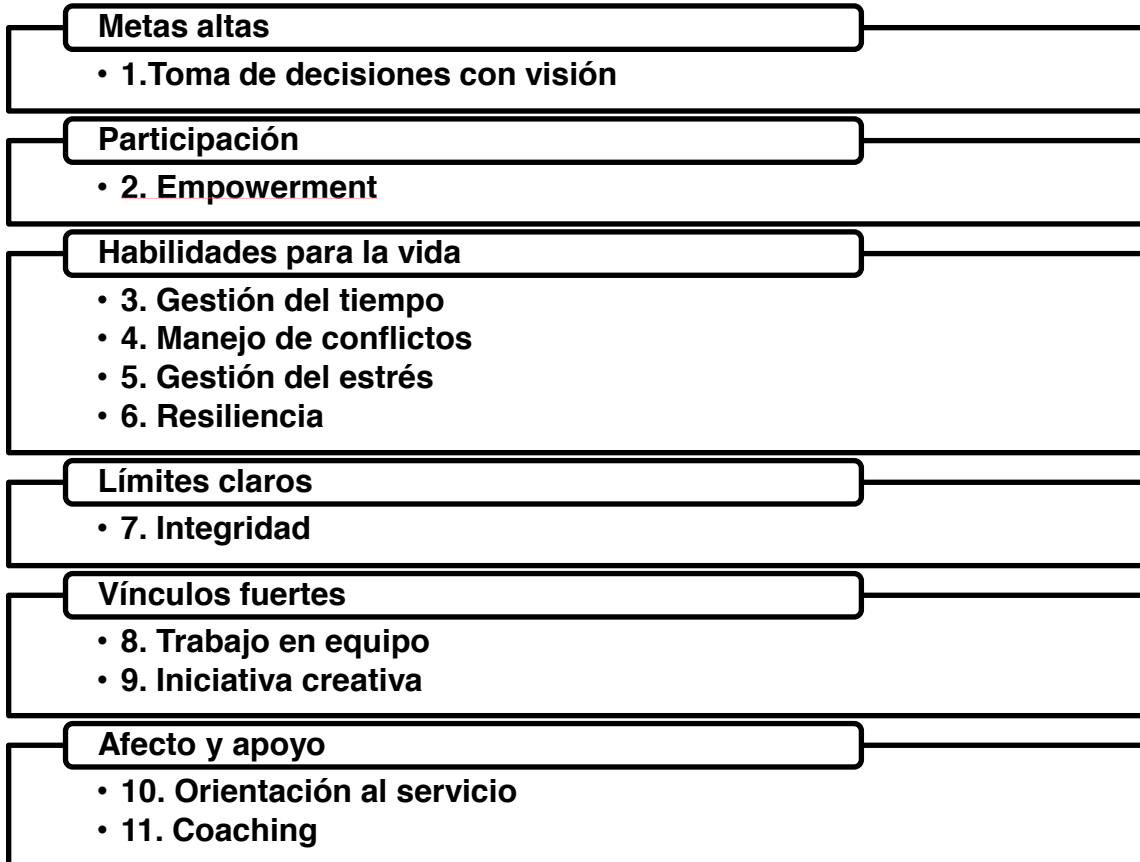 Metas altas
• 1.Toma de decisiones con visión
Participación
• 2. Empowerment
Habilidades para la vida
• 3. Gestión del tiempo
• 4. Manejo de conflictos
• 5. Gestión del estrés
• 6. Resiliencia
Límites claros
• 7. Integridad
Vínculos fuertes
• 8. Trabajo en equipo
• 9. Iniciativa creativa
Afecto y apoyo
• 10. Orientación al servicio
• 11. Coaching